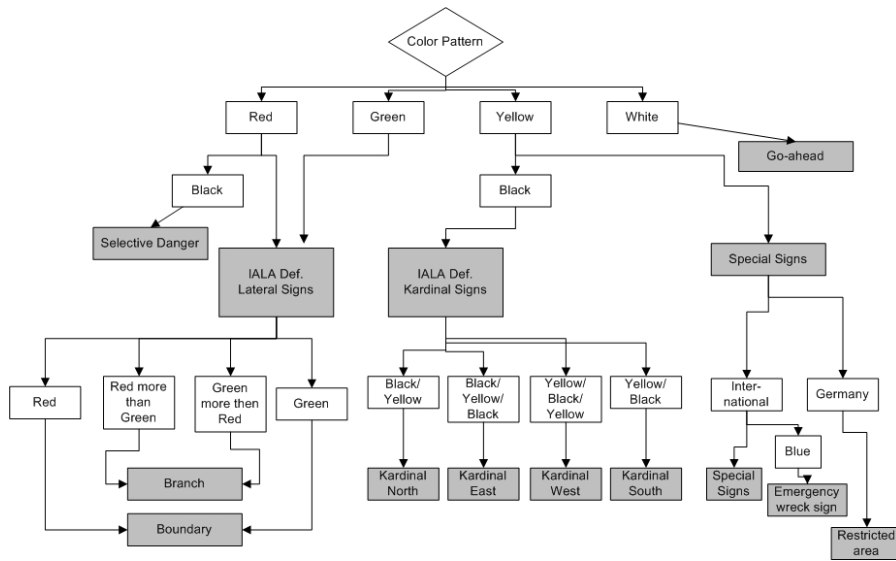 Color Pattern
Red
Green
Yellow
White
Go-ahead
Black
Black
Selective Danger
IALA Def.
Lateral Signs
IALA Def.
Kardinal Signs
Special Signs
Red
Red more
than
Green
Green
more then
Red
Green
Black/
Yellow
Black/
Yellow/
Black
Yellow/
Black/
Yellow
Yellow/
Black
Inter-
national
Germany
Blue
Branch
Kardinal
North
Kardinal
East
Kardinal
West
Kardinal
South
Special
Signs
Emergency
wreck sign
Boundary
Restricted
area